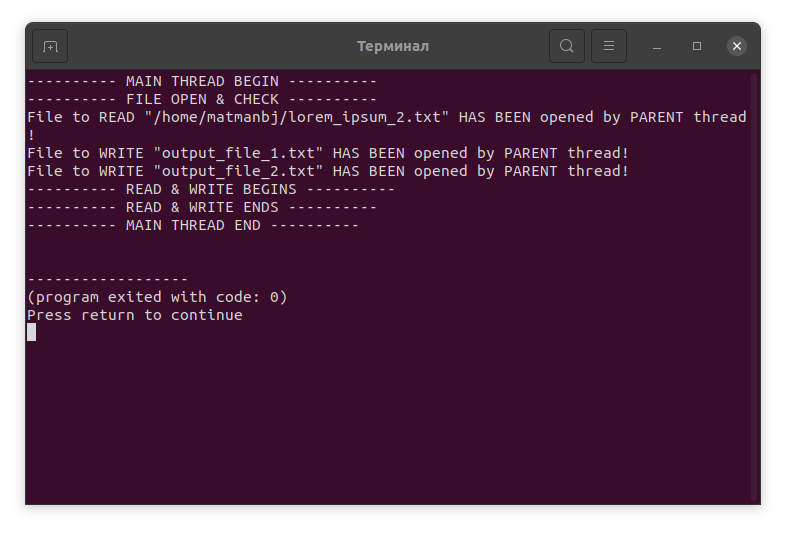 Терминал
---------- MAIN THREAD BEGIN ----------
---------- FILE OPEN & CHECK ----------
File to READ "/home/matmanbj/lorem_ipsum_2.txt" HAS BEEN opened by PARENT thread
!
File to WRITE "output_file_1.txt" HAS BEEN opened by PARENT thread!
File to WRITE "output_file_2.txt" HAS BEEN opened by PARENT thread!
---------- READ & WRITE BEGINS ----------
---------- READ & WRITE ENDS ----------
---------- MAIN THREAD END ----------
------------------
(program exited with code: 0)
Press return to continue